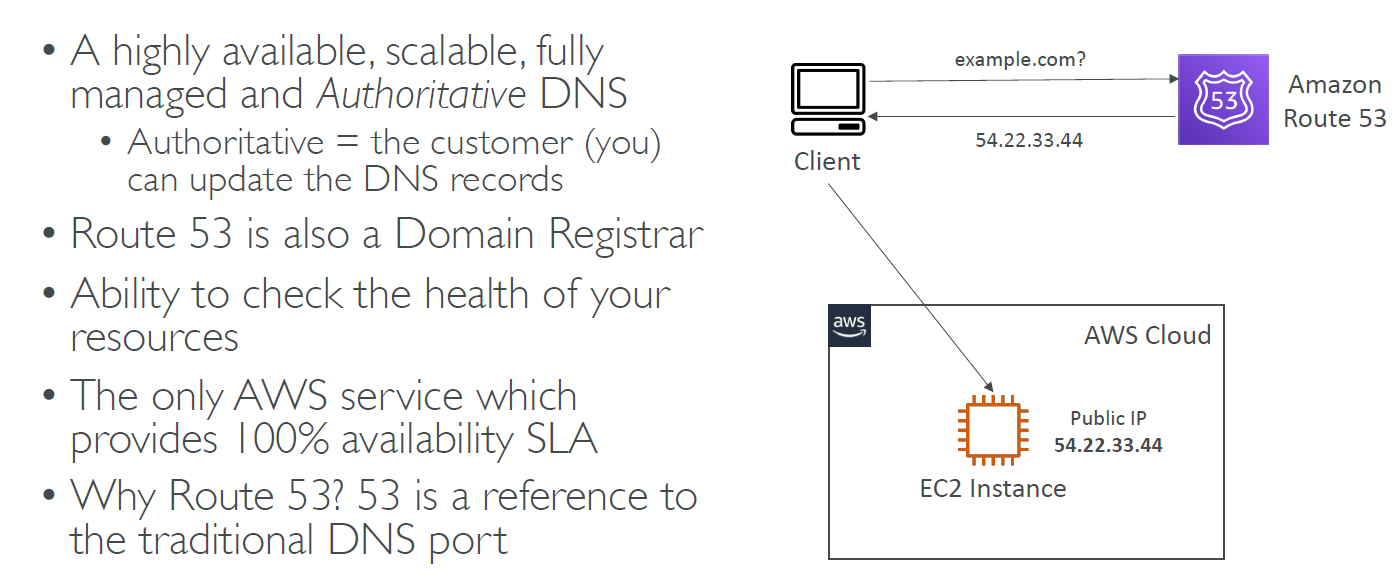 • A highly available, scalable, fully
managed and Authoritative DNS
• Authoritative = the customer (you)
can update the DNS records
• Route 53 is also a Domain Registrar
• Ability to check the health of your
resources
• The only AWS service which
provides 100% availability SLA
• Why Route 53? 53 is a reference to
the traditional DNS port
example.com?
54.22.33.44
Client
53
Amazon
Route 53
aws
AWS Cloud
Public IP
54.22.33.44
EC2 Instance